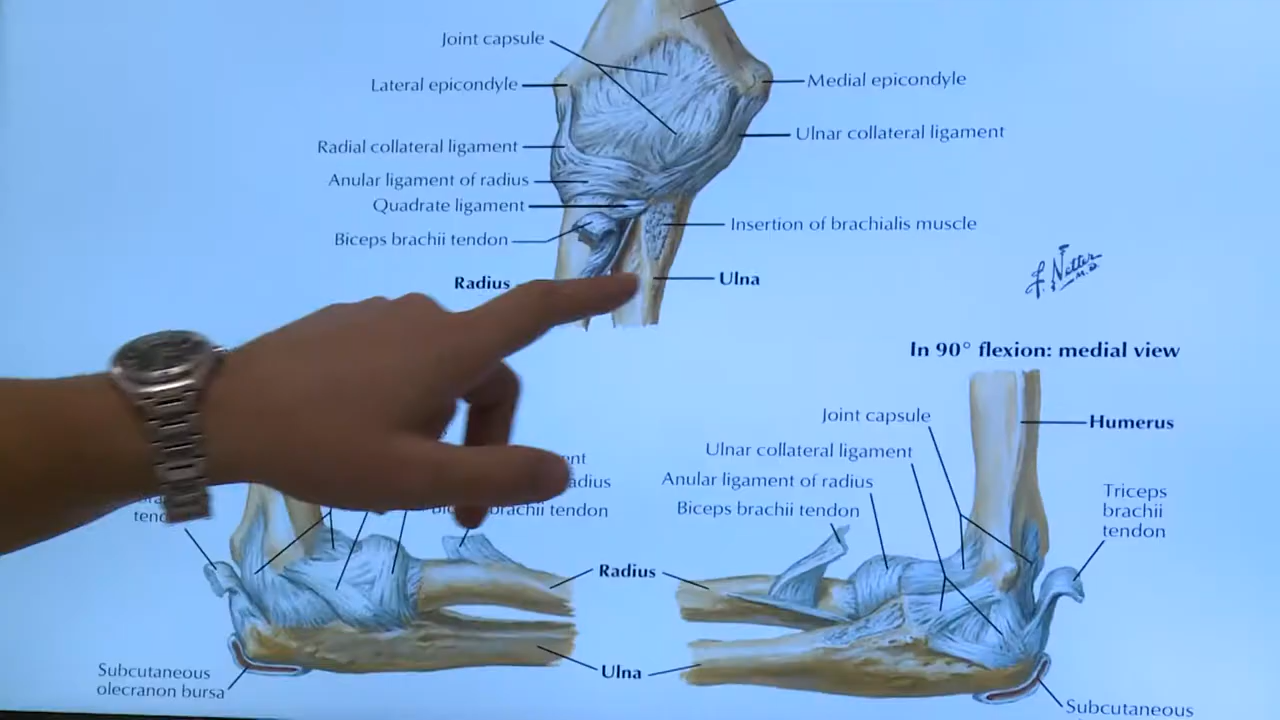 Joint capsule
Lateral epicondyle
Medial epicondyle
Ulnar collateral ligament
Radial collateral ligament
Anular ligament of radius
Quadrate ligament
Insertion of brachialis muscle
Biceps brachii tendon
Radius
Ulna
F. Netter
M.D.
In 90° flexion: medial view
Joint capsule
Humerus
Ulnar collateral ligament
Anular ligament of radius
Biceps brachii tendon
Triceps
brachii
tendon
brachii tendon
Radius
Ulna
Subcutaneous
olecranon bursa
Subcutaneous